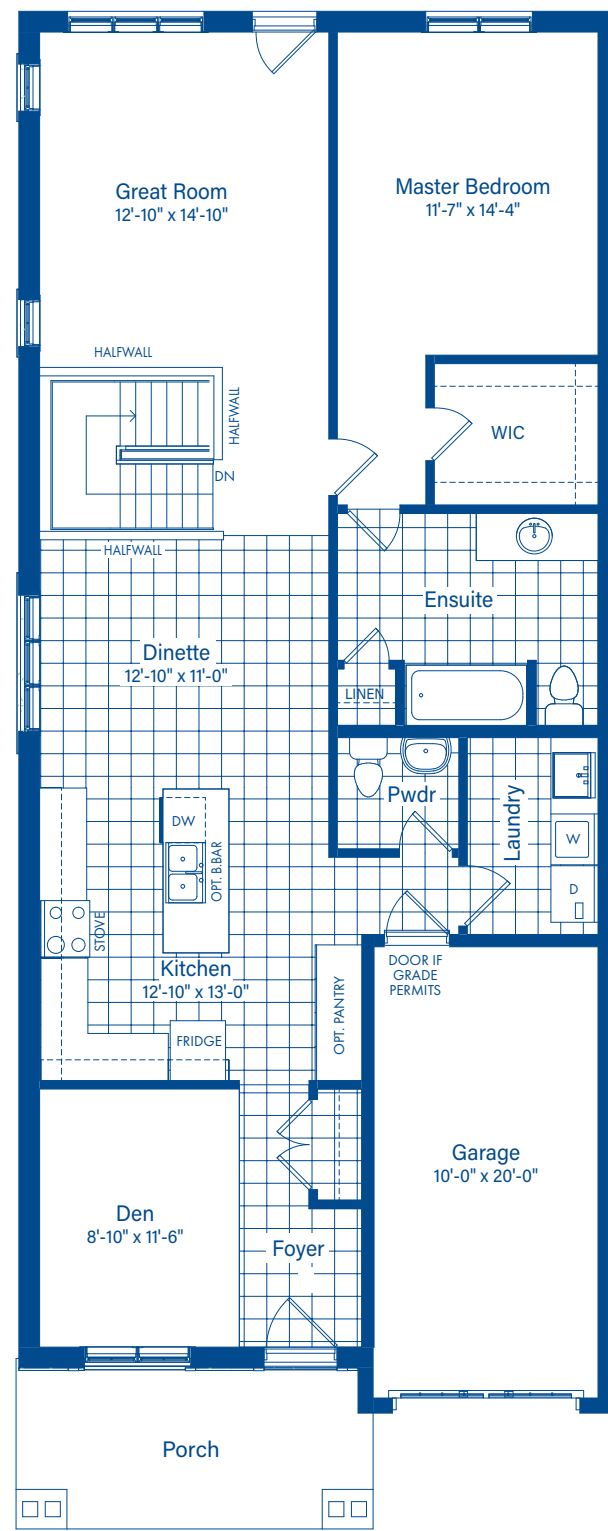 Great Room
12'-10" x 14'-10"
Master Bedroom
11'-7" x 14'-4"
HALFWALL
HALFWALL
WIC
DN
HALFWALL
Ensuite
Dinette
12'-10" x 11'-0"
LINEN
Pwdr
Laundry
DW
W
OPT. B.BAR
D
STOVE
Kitchen
12'-10" x 13'-0"
DOOR IF
GRADE
PERMITS
OPT. PANTRY
FRIDGE
Garage
10'-0" x 20'-0"
Den
8'-10" x 11'-6"
Foyer
Porch